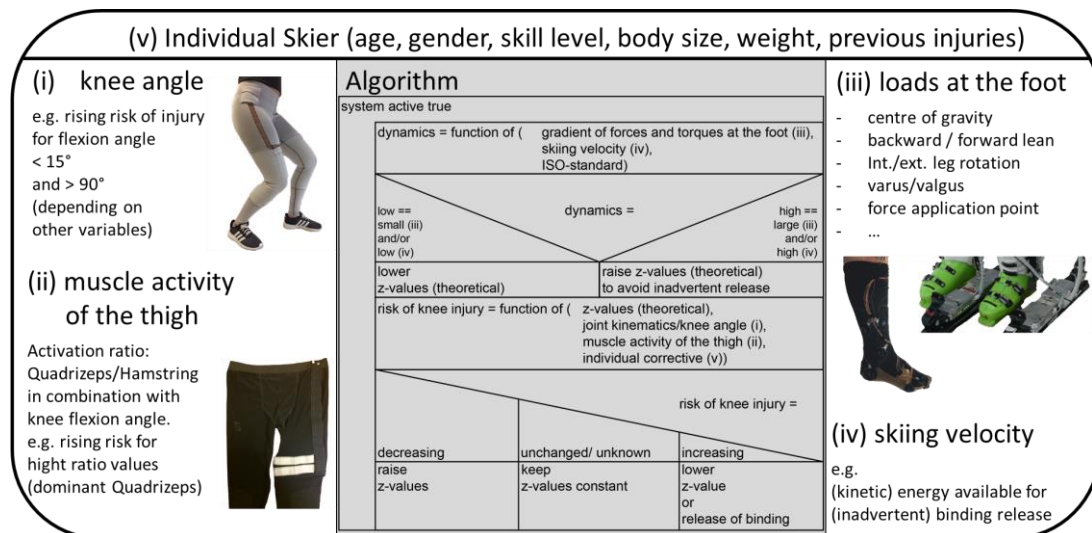 (v) Individual Skier (age, gender, skill level, body size, weight, previous injuries)
(i) knee angle
e.g. rising risk of injury
for flexion angle
< 15°
and > 90°
(depending on
other variables)
(ii) muscle activity
of the thigh
Activation ratio:
Quadrizeps/Hamstring
in combination with
knee flexion angle.
e.g. rising risk for
hight ratio values
(dominant Quadrizeps)
Algorithm
system active true
dynamics = function of ( gradient of forces and torques at the foot (iii),
skiing velocity (iv),
ISO-standard)
low ==
small (iii)
and/or
low (iv)
dynamics =
high ==
large (iii)
and/or
high (iv)
lower
z-values (theoretical)
raise z-values (theoretical)
to avoid inadvertent release
risk of knee injury = function of ( z-values (theoretical),
joint kinematics/knee angle (i),
muscle activity of the thigh (ii),
individual corrective (v))
risk of knee injury =
decreasing
unchanged/ unknown
increasing
raise
z-values
keep
z-values constant
lower
z-value
or
release of binding
(iii) loads at the foot
- centre of gravity
- backward / forward lean
- Int./ext. leg rotation
- varus/valgus
- force application point
- ...
(iv) skiing velocity
e.g.
(kinetic) energy available for
(inadvertent) binding release